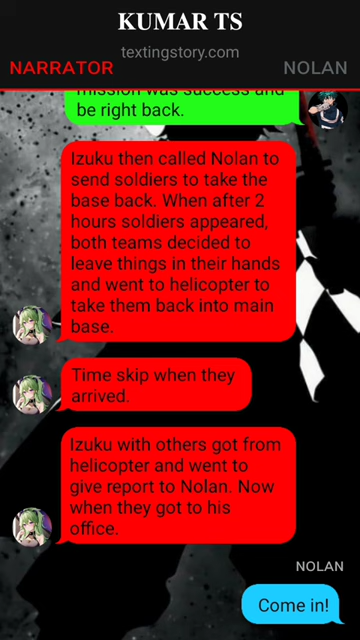 KUMAR TS
textingstory.com
NARRATOR NOLAN
mission was success and
be right back.
Izuku then called Nolan to
send soldiers to take the
base back. When after 2
hours soldiers appeared,
both teams decided to
leave things in their hands
and went to helicopter to
take them back into main
base.
Time skip when they
arrived.
Izuku with others got from
helicopter and went to
give report to Nolan. Now
when they got to his
office.
NOLAN
Come in!